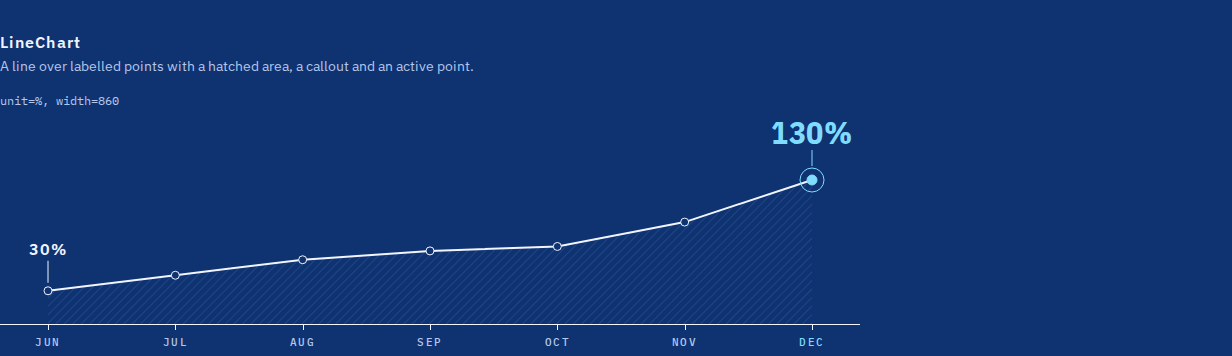 LineChart
A line over labelled points with a hatched area, a callout and an active point.
unit=%, width=860
130%
30%
JUN JUL AUG SEP OCT NOV DEC